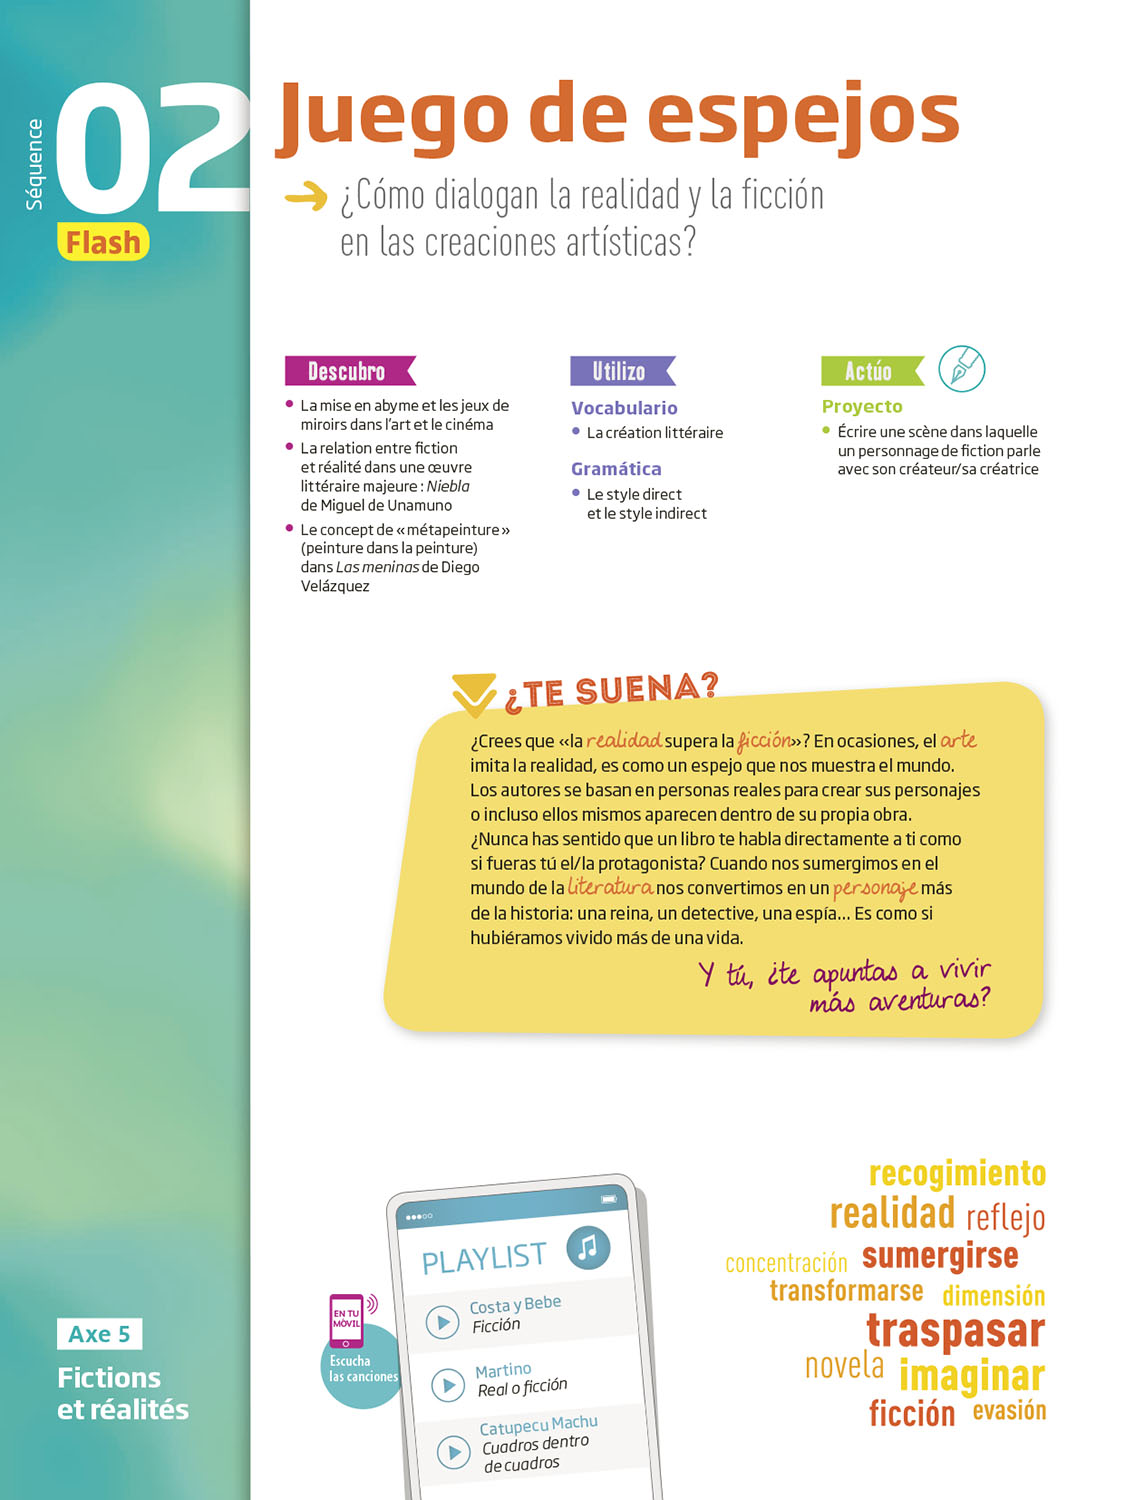 Séquence
02
Flash
Juego de espejos
¿Cómo dialogan la realidad y la ficción
en las creaciones artísticas?
Descubro
• La mise en abyme et les jeux de
miroirs dans l'art et le cinéma
• La relation entre fiction
et réalité dans une œuvre
littéraire majeure : Niebla
de Miguel de Unamuno
• Le concept de « métapeinture »
(peinture dans la peinture)
dans Las meninas de Diego
Velázquez
Utilizo
Vocabulario
• La création littéraire
Gramática
• Le style direct
et le style indirect
Actúo
Proyecto
• Écrire une scène dans laquelle
un personnage de fiction parle
avec son créateur/sa créatrice
¿TE SUENA?
¿Crees que «la realidad supera la ficción»? En ocasiones, el arte
imita la realidad, es como un espejo que nos muestra el mundo.
Los autores se basan en personas reales para crear sus personajes
o incluso ellos mismos aparecen dentro de su propia obra.
¿Nunca has sentido que un libro te habla directamente a ti como
si fueras tú el/la protagonista? Cuando nos sumergimos en el
mundo de la literatura nos convertimos en un personaje más
de la historia: una reina, un detective, una espía... Es como si
hubiéramos vivido más de una vida.
Y tú, ¿te apuntas a vivir
más aventuras?
EN TU
MÒVIL
Escucha
las canciones
PLAYLIST
Costa y Bebe
Ficción
Martino
Real o ficción
Catupecu Machu
Cuadros dentro
de cuadros
recogimiento
realidad reflejo
concentración sumergirse
transformarse dimensión
traspasar
novela imaginar
ficción evasión
Axe 5
Fictions
et réalités